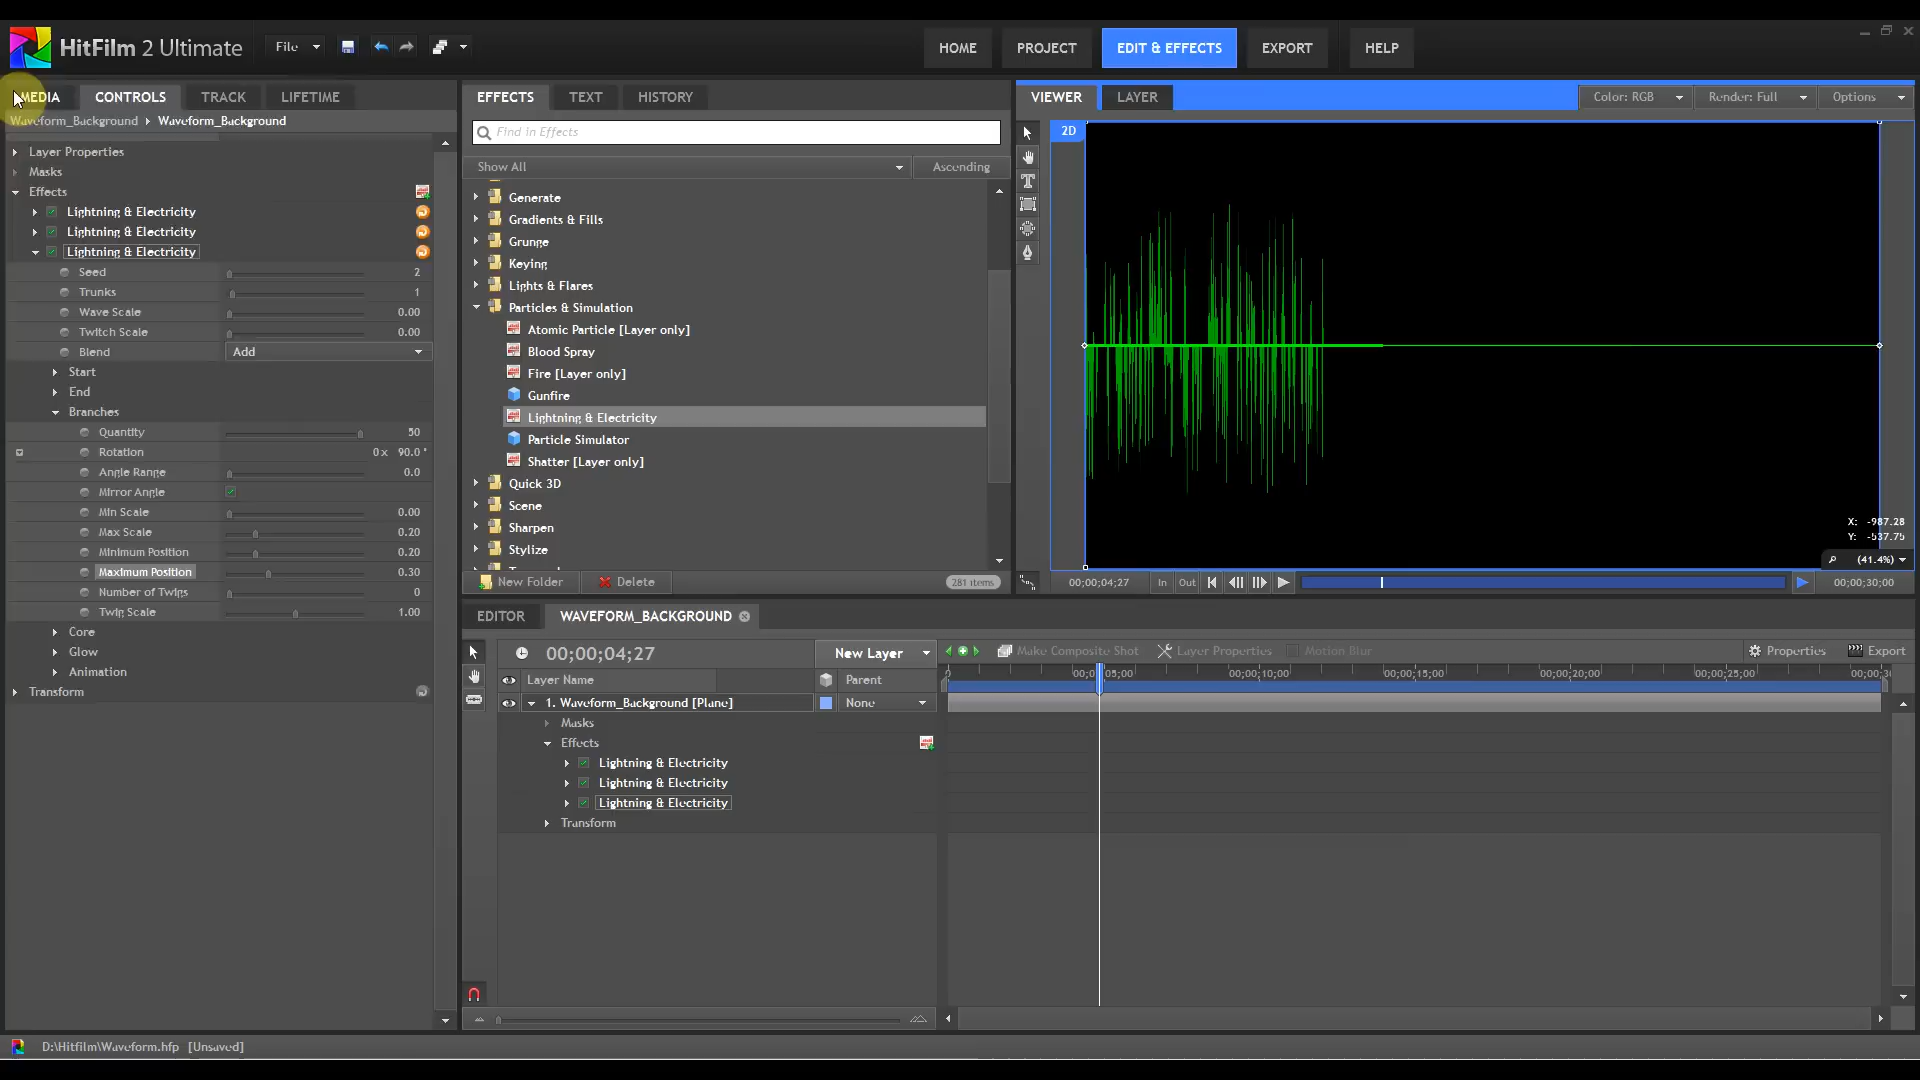 HitFilm 2 Ultimate
File
HOME
PROJECT
EDIT & EFFECTS
EXPORT
HELP
MEDIA
CONTROLS
TRACK
LIFETIME
Waveform_Background
Waveform_Background
Layer Properties
Masks
Effects
Lightning & Electricity
Lightning & Electricity
Lightning & Electricity
Seed 2
Trunks 1
Wave Scale 0.00
Twitch Scale 0.00
Blend Add
Start
End
Branches
Quantity 50
Rotation 0 x 90.0 °
Angle Range 0.0
Mirror Angle
Min Scale 0.00
Max Scale 0.20
Minimum Position 0.20
Maximum Position 0.30
Number of Twigs 0
Twig Scale 1.00
Core
Glow
Animation
Transform
EFFECTS
TEXT
HISTORY
Find in Effects
Show All
Ascending
Generate
Gradients & Fills
Grunge
Keying
Lights & Flares
Particles & Simulation
Atomic Particle [Layer only]
Blood Spray
Fire [Layer only]
Gunfire
Lightning & Electricity
Particle Simulator
Shatter [Layer only]
Quick 3D
Scene
Sharpen
Stylize
New Folder
Delete
281 items
VIEWER
LAYER
Color: RGB
Render: Full
Options
2D
X: -987.28
Y: -537.75
(41.4%)
00;00;04;27
In
Out
00;00;30;00
EDITOR
WAVEFORM_BACKGROUND
00;00;04;27
New Layer
Make Composite Shot
Layer Properties
Motion Blur
Properties
Export
Layer Name
Parent
00;00;05;00
00;00;10;00
00;00;15;00
00;00;20;00
00;00;25;00
00;00;30
1. Waveform_Background [Plane]
None
Masks
Effects
Lightning & Electricity
Lightning & Electricity
Lightning & Electricity
Transform
D:\Hitfilm\Waveform.hfp [Unsaved]